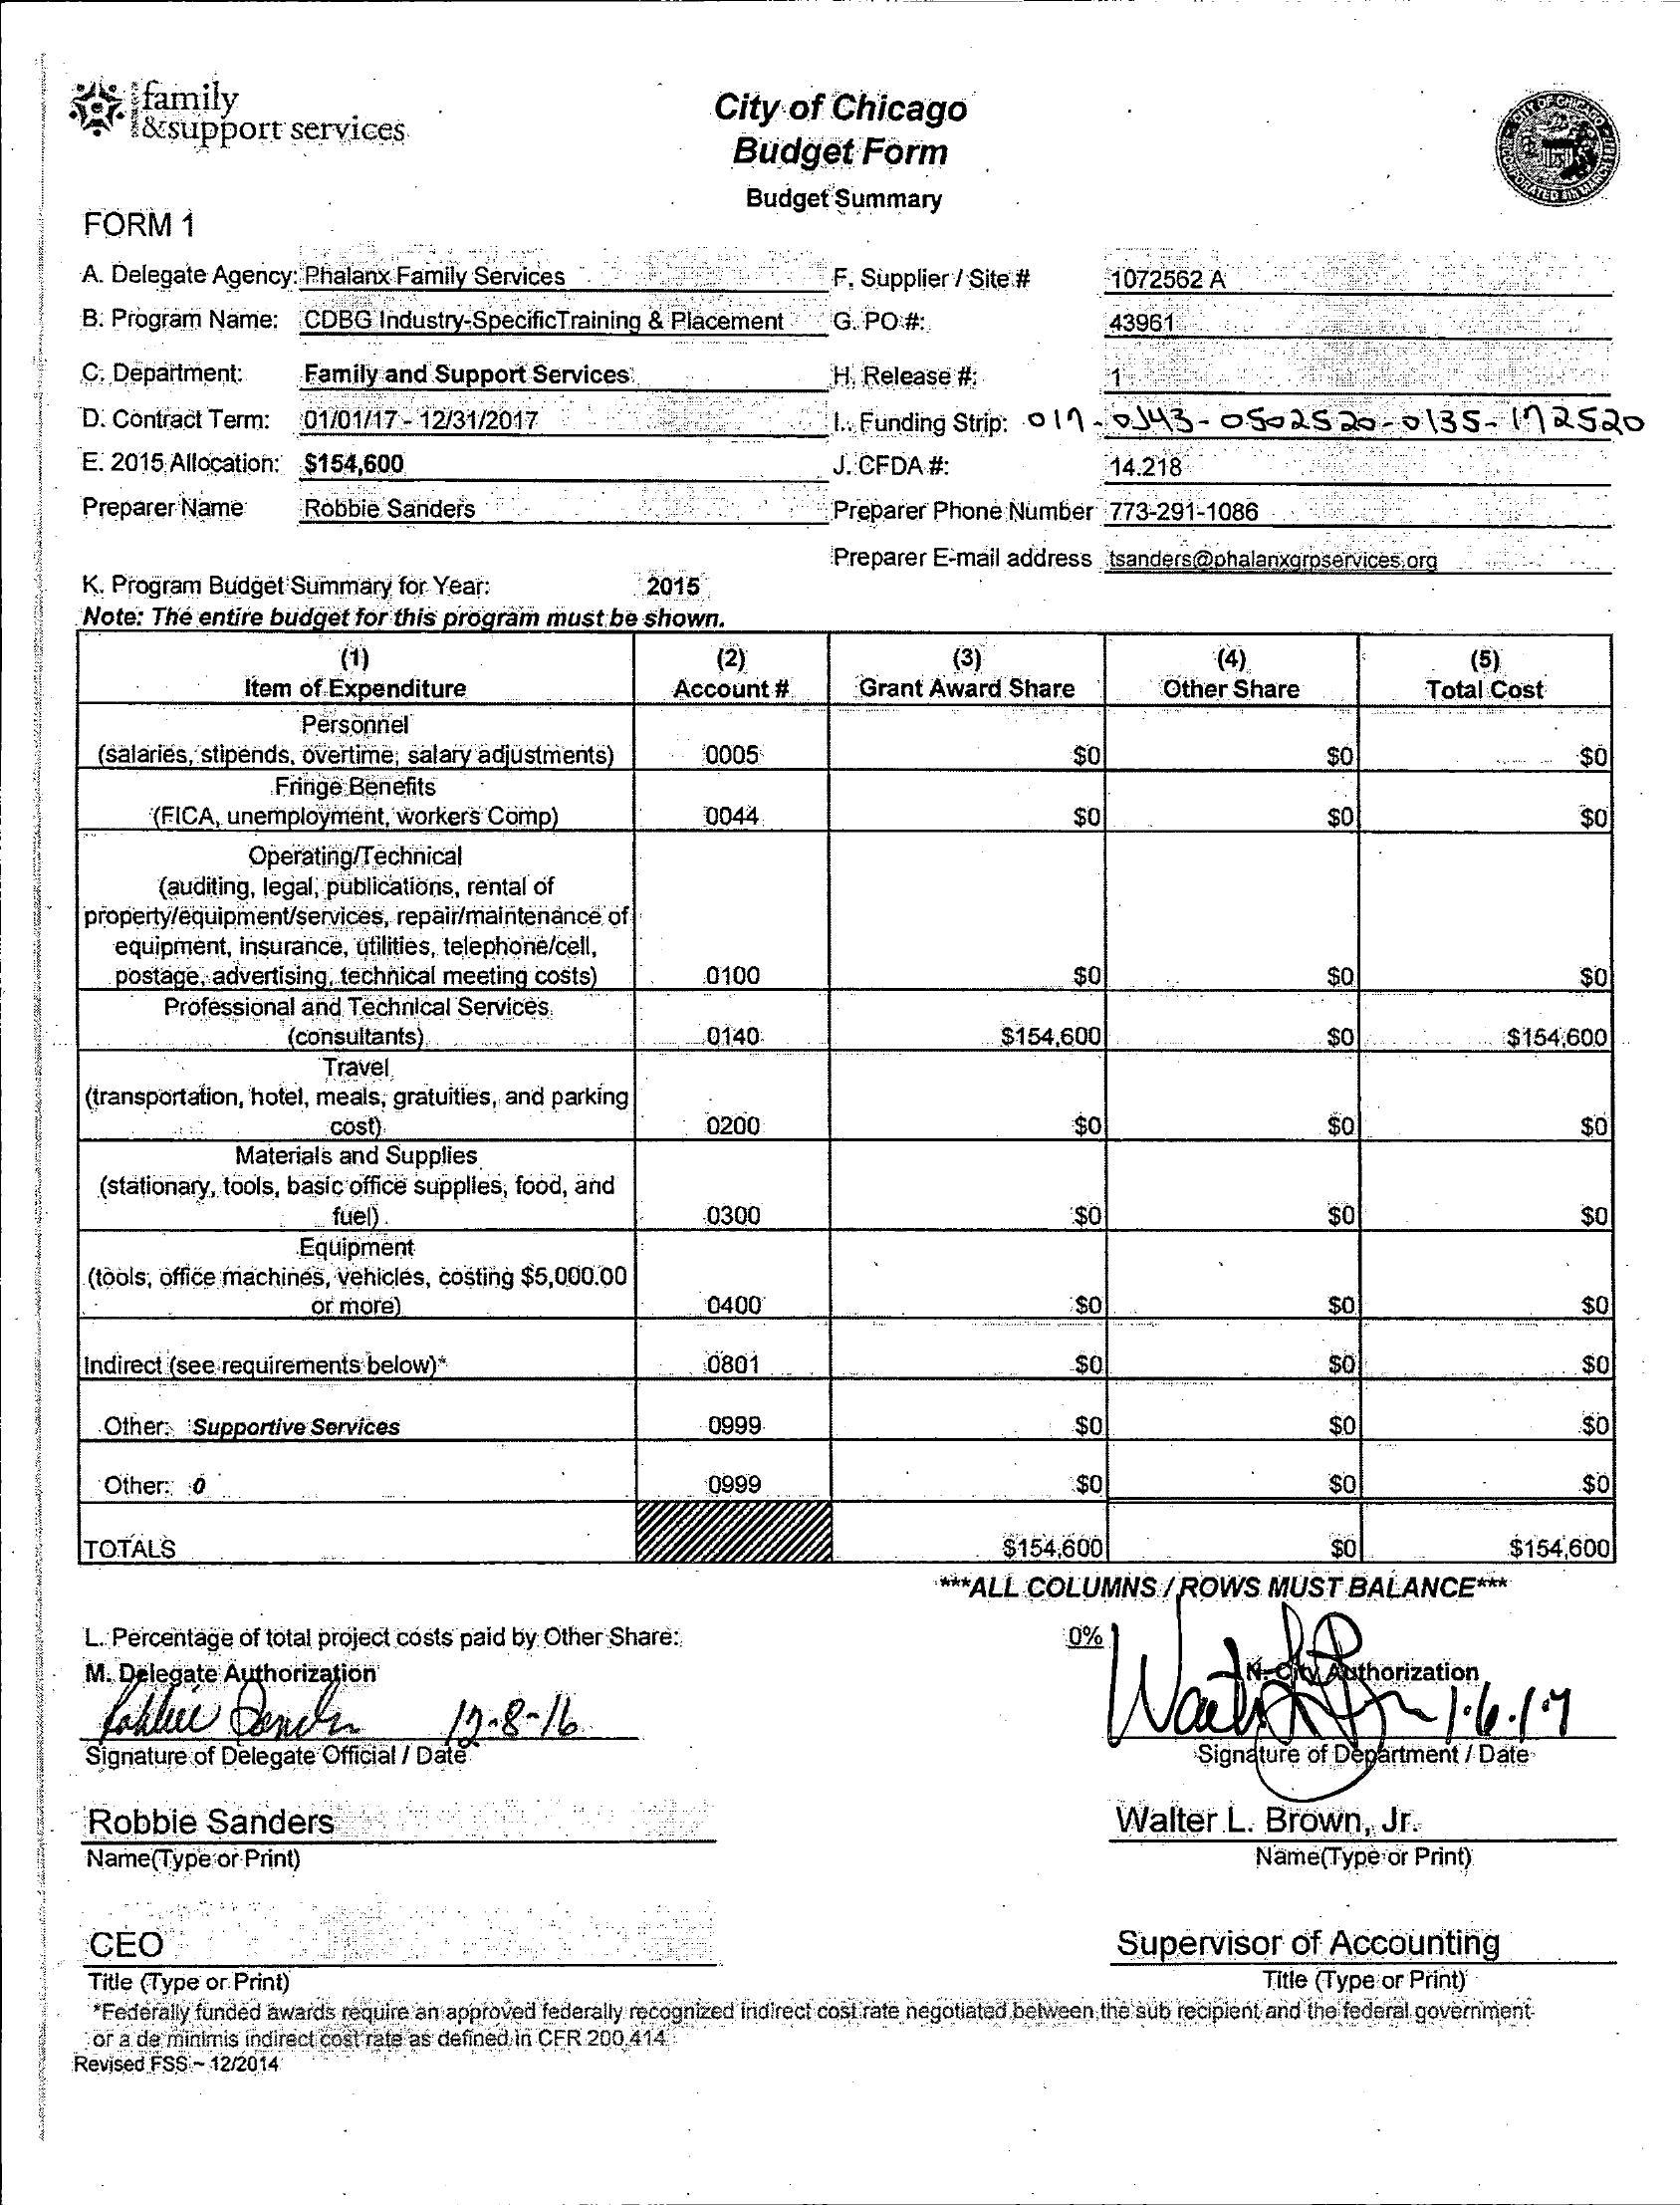 family
&support services
City of Chicago
Budget Form
Budget Summary
FORM 1
A. Delegate Agency: Phalanx Family Services F. Supplier / Site # 1072562 A
B. Program Name: CDBG Industry-SpecificTraining & Placement G. PO #: 43961
C. Department: Family and Support Services H. Release #: 1
D. Contract Term: 01/01/17 - 12/31/2017 I. Funding Strip: 017-0J43-0502520-0135-172520
E. 2015 Allocation: $154,600 J. CFDA #: 14.218
Preparer Name Robbie Sanders Preparer Phone Number 773-291-1086
Preparer E-mail address tsanders@phalanxgrpservices.org
K. Program Budget Summary for Year: 2015
Note: The entire budget for this program must be shown.
(1) (2) (3) (4) (5)
Item of Expenditure Account # Grant Award Share Other Share Total Cost
Personnel
(salaries, stipends, overtime, salary adjustments) 0005 $0 $0 $0
Fringe Benefits
(FICA, unemployment, workers Comp) 0044 $0 $0 $0
Operating/Technical
(auditing, legal, publications, rental of
property/equipment/services, repair/maintenance of
equipment, insurance, utilities, telephone/cell,
postage, advertising, technical meeting costs) 0100 $0 $0 $0
Professional and Technical Services
(consultants) 0140 $154,600 $0 $154,600
Travel
(transportation, hotel, meals, gratuities, and parking
cost) 0200 $0 $0 $0
Materials and Supplies
(stationary, tools, basic office supplies, food, and
fuel) 0300 $0 $0 $0
Equipment
(tools, office machines, vehicles, costing $5,000.00
or more) 0400 $0 $0 $0
Indirect (see requirements below)* 0801 $0 $0 $0
Other: Supportive Services 0999 $0 $0 $0
Other: 0 0999 $0 $0 $0
TOTALS $154,600 $0 $154,600
***ALL COLUMNS / ROWS MUST BALANCE***
L. Percentage of total project costs paid by Other Share: 0%
M. Delegate Authorization N. City Authorization
Robbie Sanders 12-8-16 1.6.17
Signature of Delegate Official / Date Signature of Department / Date
Robbie Sanders Walter L. Brown, Jr.
Name(Type or Print) Name(Type or Print)
CEO Supervisor of Accounting
Title (Type or Print) Title (Type or Print)
*Federally funded awards require an approved federally recognized indirect cost rate negotiated between the sub recipient and the federal government
or a de minimis indirect cost rate as defined in CFR 200.414
Revised FSS ~ 12/2014